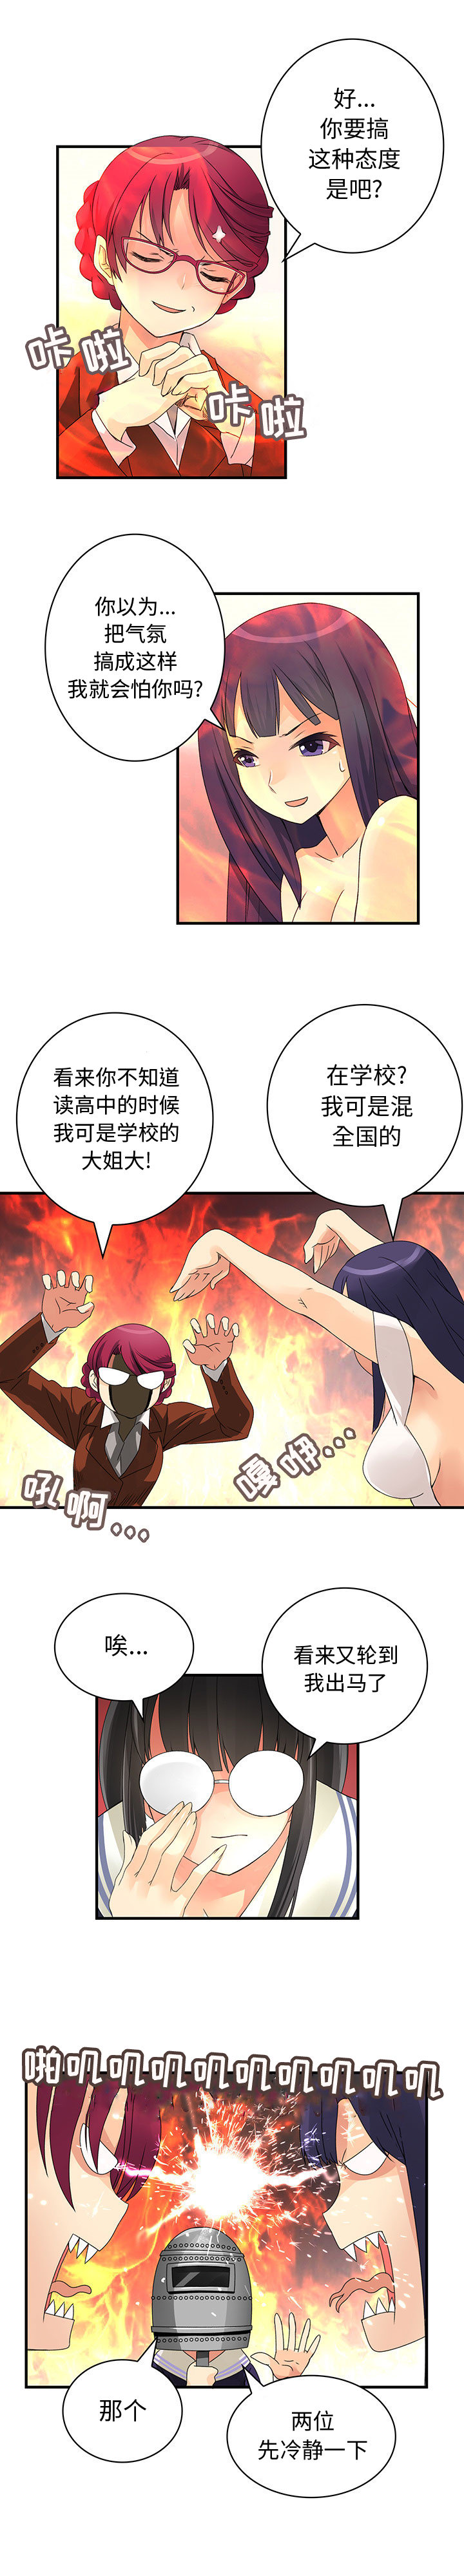 好...
你要搞
这种态度
是吧?
咔啦
咔啦
你以为...
把气氛
搞成这样
我就会怕你吗?
看来你不知道
读高中的时候
我可是学校的
大姐大!
在学校?
我可是混
全国的
吼啊...
嘎咿...
唉...
看来又轮到
我出马了
啪叽叽叽叽叽叽叽叽叽
那个
两位
先冷静一下